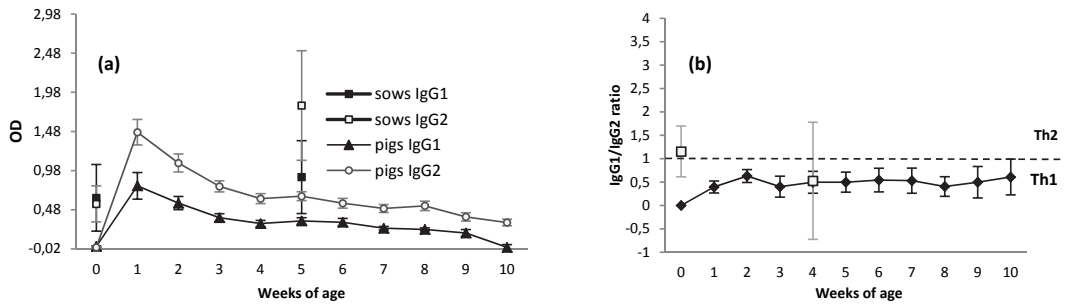 2,98
2,48
1,98
1,48
0,98
0,48
-0,02
OD
(a)
sows IgG1
sows IgG2
pigs IgG1
pigs IgG2
0 1 2 3 4 5 6 7 8 9 10
Weeks of age
4
3,5
3
2,5
2
1,5
1
0,5
0
-0,5
-1
IgG1/IgG2 ratio
(b)
Th2
Th1
0 1 2 3 4 5 6 7 8 9 10
Weeks of age